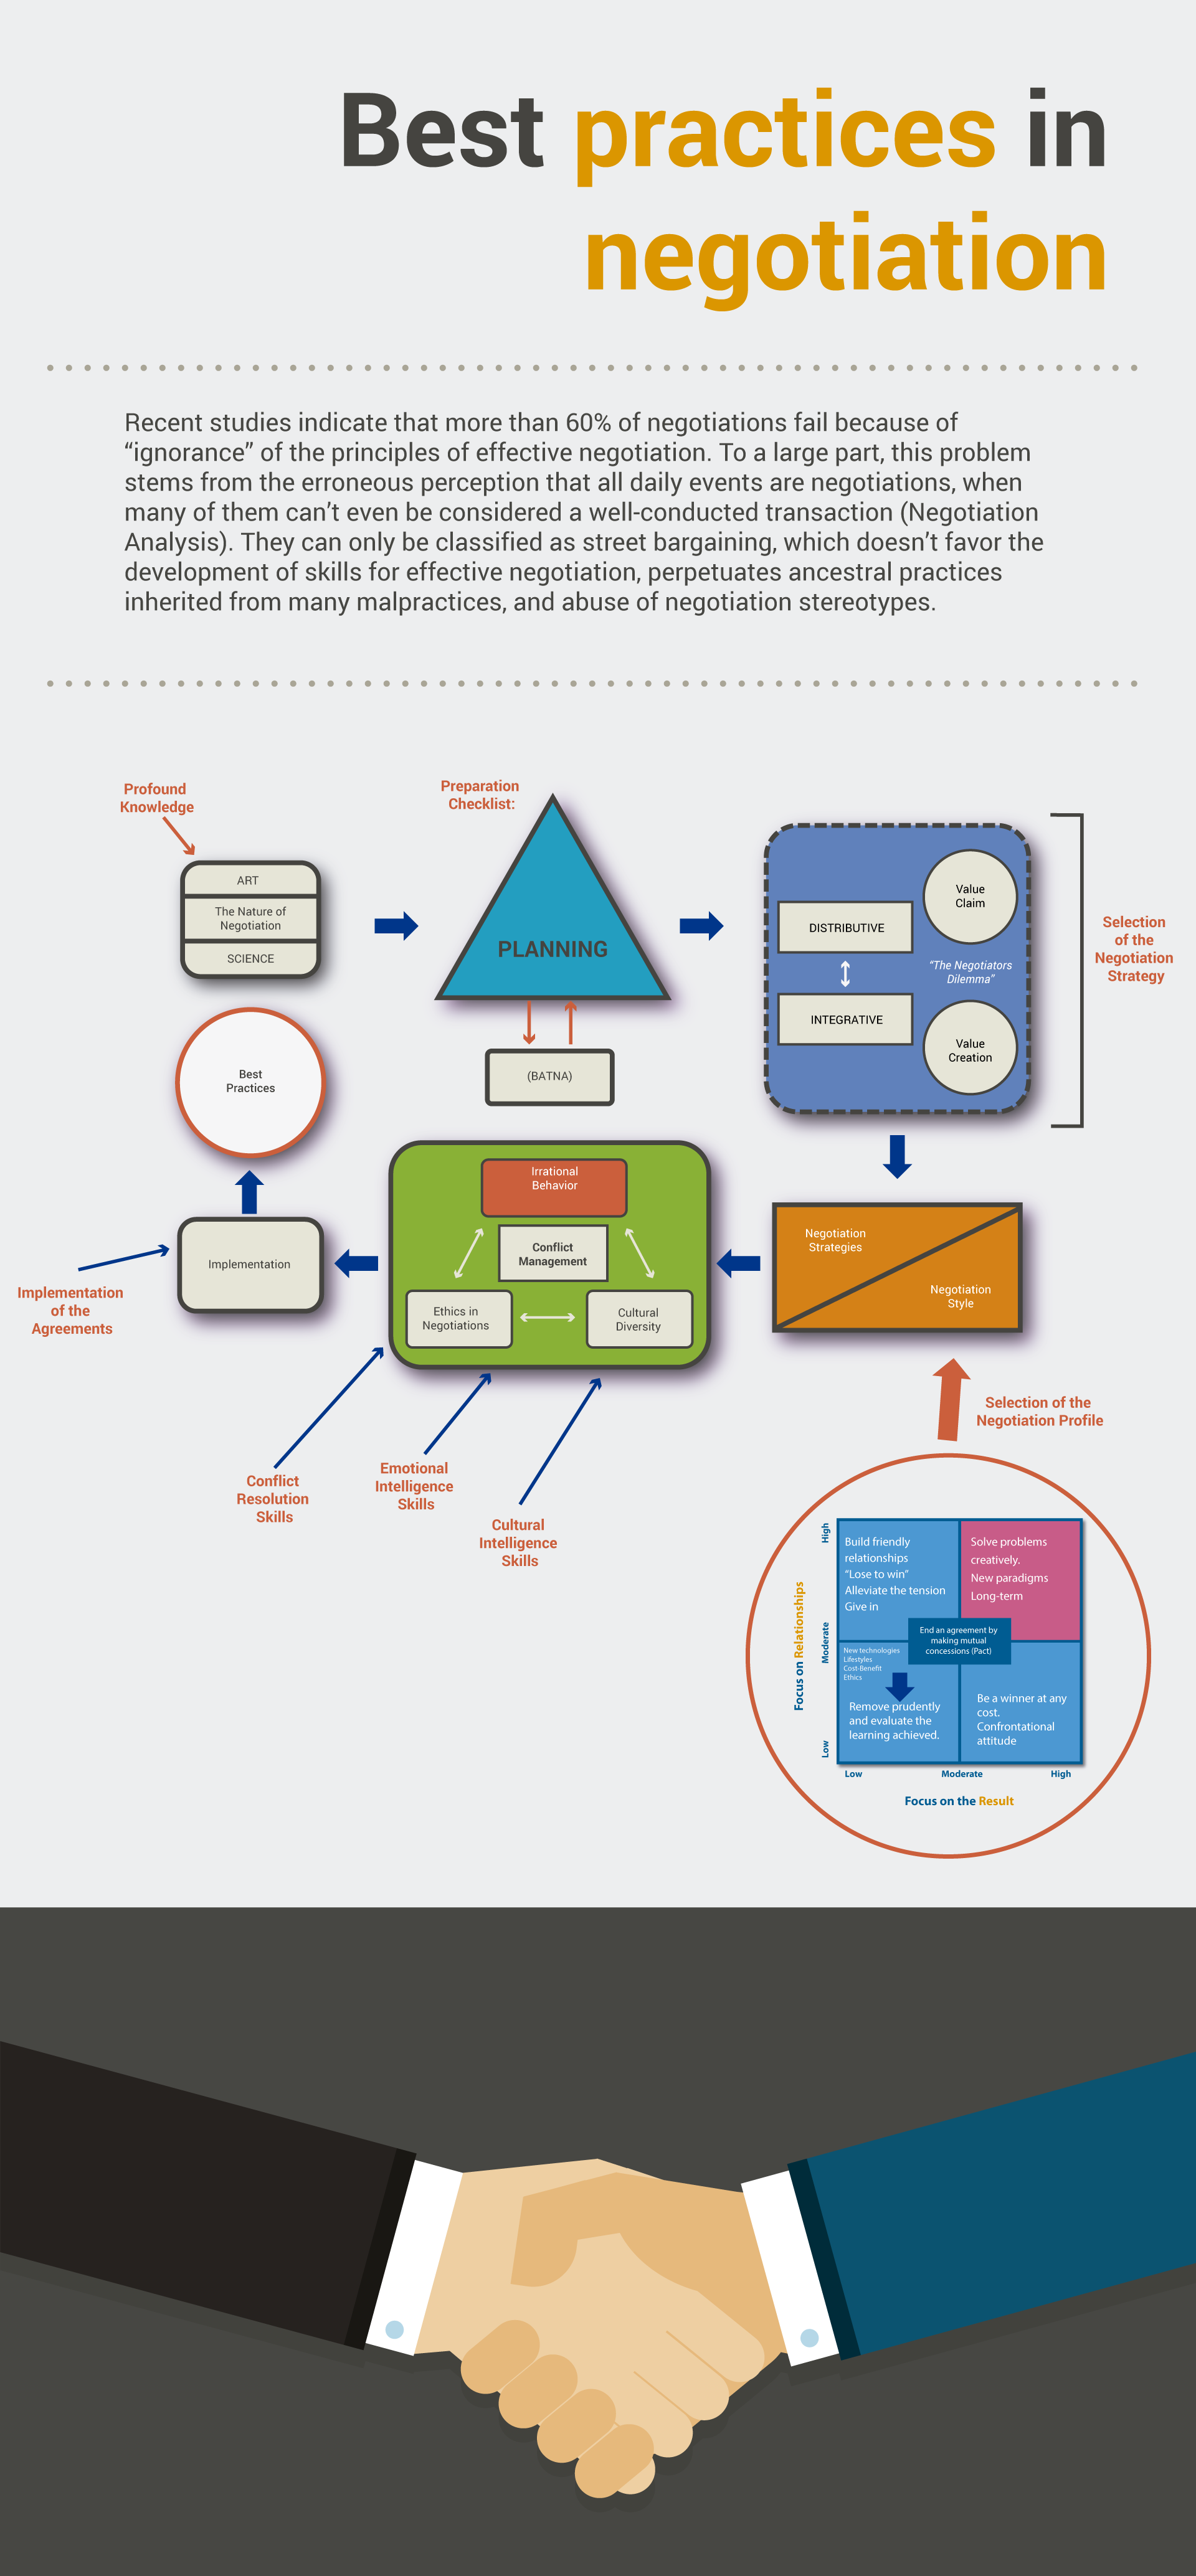 Best practices in
negotiation
Recent studies indicate that more than 60% of negotiations fail because of
“ignorance” of the principles of effective negotiation. To a large part, this problem
stems from the erroneous perception that all daily events are negotiations, when
many of them can’t even be considered a well-conducted transaction (Negotiation
Analysis). They can only be classified as street bargaining, which doesn’t favor the
development of skills for effective negotiation, perpetuates ancestral practices
inherited from many malpractices, and abuse of negotiation stereotypes.
Profound
Knowledge
ART
The Nature of
Negotiation
SCIENCE
Preparation
Checklist:
PLANNING
(BATNA)
DISTRIBUTIVE
INTEGRATIVE
Value
Claim
“The Negotiators
Dilemma”
Value
Creation
Selection
of the
Negotiation
Strategy
Negotiation
Strategies
Negotiation
Style
Irrational
Behavior
Conflict
Management
Ethics in
Negotiations
Cultural
Diversity
Implementation
Best
Practices
Implementation
of the
Agreements
Conflict
Resolution
Skills
Emotional
Intelligence
Skills
Cultural
Intelligence
Skills
Selection of the
Negotiation Profile
Focus on Relationships
High
Moderate
Low
Build friendly
relationships
“Lose to win”
Alleviate the tension
Give in
Solve problems
creatively.
New paradigms
Long-term
End an agreement by
making mutual
concessions (Pact)
New technologies
Lifestyles
Cost-Benefit
Ethics
Remove prudently
and evaluate the
learning achieved.
Be a winner at any
cost.
Confrontational
attitude
Low
Moderate
High
Focus on the Result